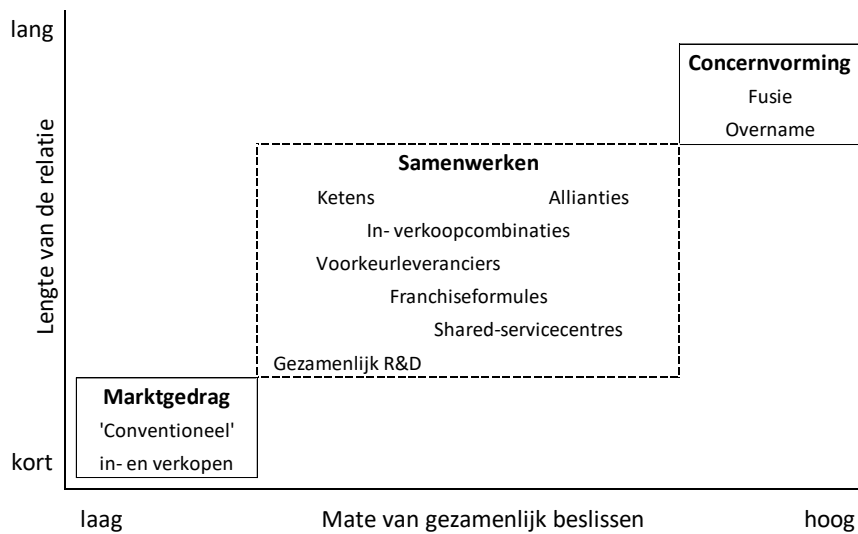 lang
Concernvorming
Fusie
Overname
Samenwerken
Ketens Allianties
In- verkoopcombinaties
Voorkeurleveranciers
Franchiseformules
Shared-servicecentres
Gezamenlijk R&D
Lengte van de relatie
Marktgedrag
'Conventioneel'
in- en verkopen
kort
laag Mate van gezamenlijk beslissen hoog